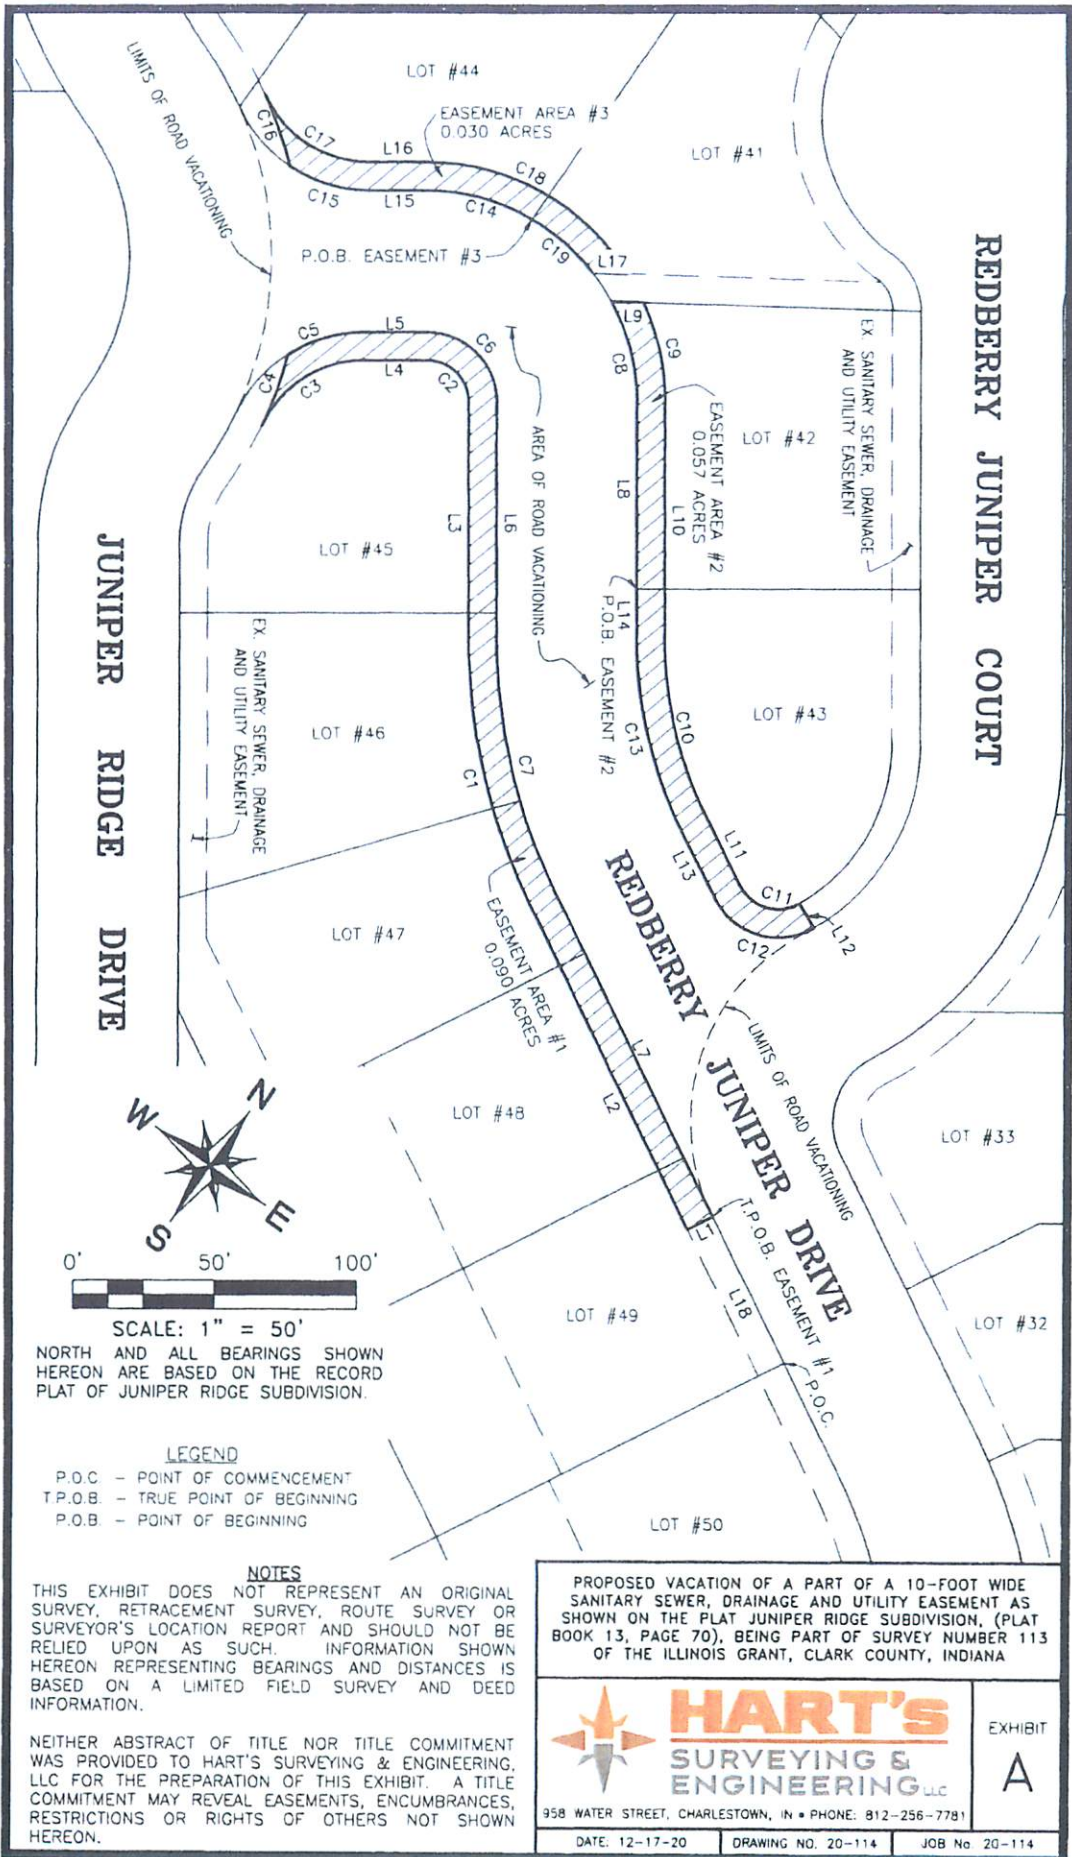 LIMITS OF ROAD VACATIONING
LOT #44
EASEMENT AREA #3
0.030 ACRES
LOT #41
C16
C17
L16
C18
C15
L15
C14
C19
L17
P.O.B. EASEMENT #3
REDBERRY JUNIPER COURT
L9
C5
L5
C6
C4
C3
L4
C2
C8
C9
EX. SANITARY SEWER, DRAINAGE
AND UTILITY EASEMENT
LOT #42
EASEMENT AREA #2
0.057 ACRES
L10
L8
AREA OF ROAD VACATIONING
L3
L6
LOT #45
L14
P.O.B. EASEMENT #2
JUNIPER RIDGE DRIVE
EX. SANITARY SEWER, DRAINAGE
AND UTILITY EASEMENT
LOT #46
LOT #43
C13
C10
C1
C7
L11
L13
C11
C12
L12
REDBERRY JUNIPER DRIVE
LOT #47
EASEMENT AREA #1
0.090 ACRES
LIMITS OF ROAD VACATIONING
L7
L2
LOT #48
LOT #33
T.P.O.B. EASEMENT #1
L18
P.O.C.
LOT #49
LOT #32
LOT #50
N
W
E
S
0' 50' 100'
SCALE: 1" = 50'
NORTH AND ALL BEARINGS SHOWN
HEREON ARE BASED ON THE RECORD
PLAT OF JUNIPER RIDGE SUBDIVISION.
LEGEND
P.O.C. - POINT OF COMMENCEMENT
T.P.O.B. - TRUE POINT OF BEGINNING
P.O.B. - POINT OF BEGINNING
NOTES
THIS EXHIBIT DOES NOT REPRESENT AN ORIGINAL
SURVEY, RETRACEMENT SURVEY, ROUTE SURVEY OR
SURVEYOR'S LOCATION REPORT AND SHOULD NOT BE
RELIED UPON AS SUCH. INFORMATION SHOWN
HEREON REPRESENTING BEARINGS AND DISTANCES IS
BASED ON A LIMITED FIELD SURVEY AND DEED
INFORMATION.
NEITHER ABSTRACT OF TITLE NOR TITLE COMMITMENT
WAS PROVIDED TO HART'S SURVEYING & ENGINEERING,
LLC FOR THE PREPARATION OF THIS EXHIBIT. A TITLE
COMMITMENT MAY REVEAL EASEMENTS, ENCUMBRANCES,
RESTRICTIONS OR RIGHTS OF OTHERS NOT SHOWN
HEREON.
PROPOSED VACATION OF A PART OF A 10-FOOT WIDE
SANITARY SEWER, DRAINAGE AND UTILITY EASEMENT AS
SHOWN ON THE PLAT JUNIPER RIDGE SUBDIVISION, (PLAT
BOOK 13, PAGE 70), BEING PART OF SURVEY NUMBER 113
OF THE ILLINOIS GRANT, CLARK COUNTY, INDIANA
HART's
SURVEYING &
ENGINEERING LLC
958 WATER STREET, CHARLESTOWN, IN • PHONE: 812-256-7781
EXHIBIT
A
DATE: 12-17-20
DRAWING NO. 20-114
JOB No. 20-114